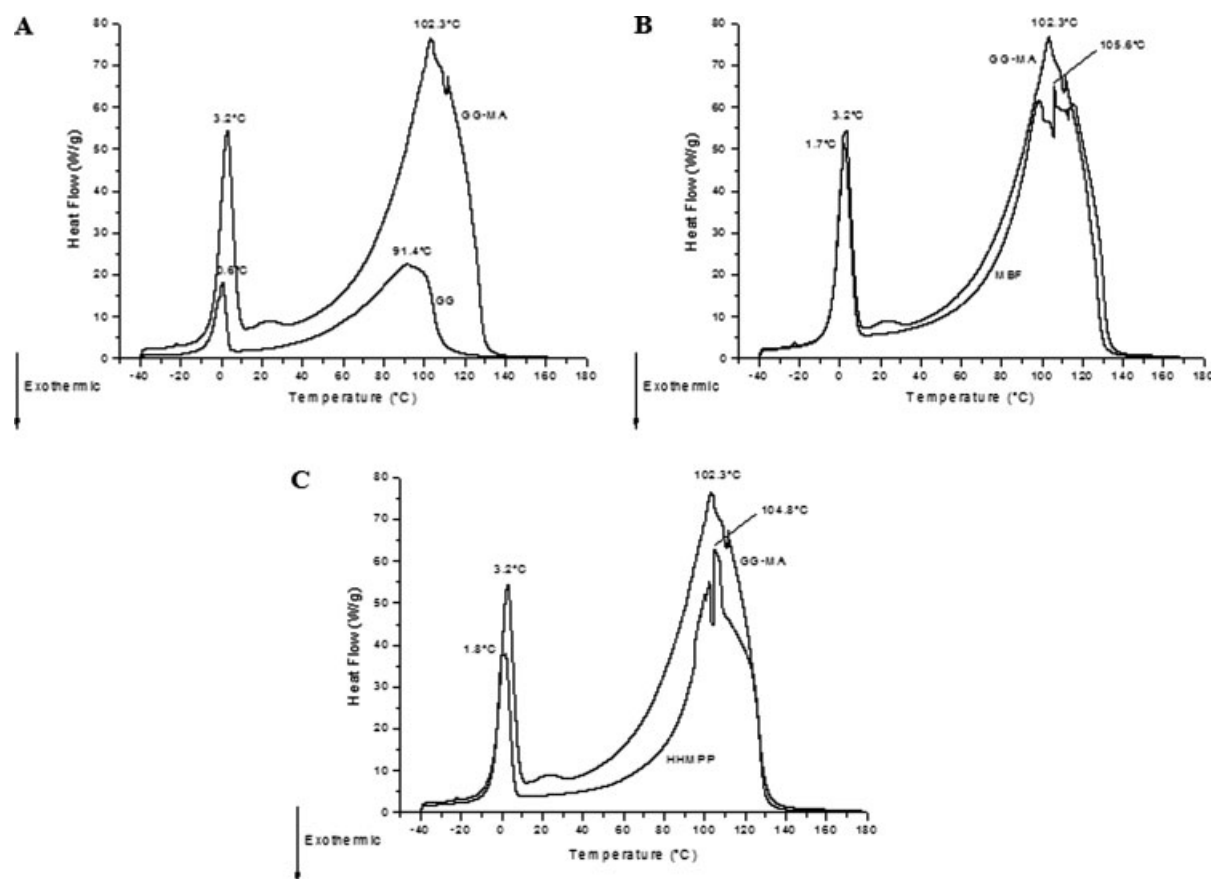 A
80
70
60
50
40
30
20
10
0
Heat Flow (W/g)
102.3°C
3.2°C
GG-MA
91.4°C
0.6°C
GG
-40 -20 0 20 40 60 80 100 120 140 160 180
Temperature (°C)
Exothermic
B
80
70
60
50
40
30
20
10
0
Heat Flow (W/g)
102.3°C
105.6°C
GG-MA
3.2°C
1.7°C
MBF
-40 -20 0 20 40 60 80 100 120 140 160 180
Temperature (°C)
Exothermic
C
80
70
60
50
40
30
20
10
0
Heat Flow (W/g)
102.3°C
104.8°C
GG-MA
3.2°C
1.8°C
HHMPP
-40 -20 0 20 40 60 80 100 120 140 160 180
Temperature (°C)
Exothermic